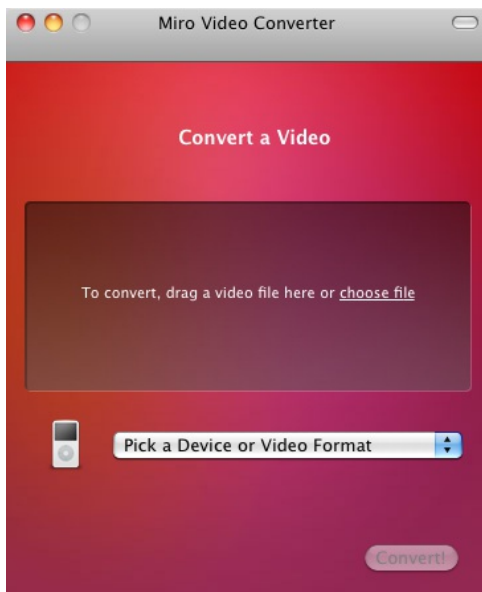 Miro Video Converter
Convert a Video
To convert, drag a video file here or choose file
Pick a Device or Video Format
Convert!